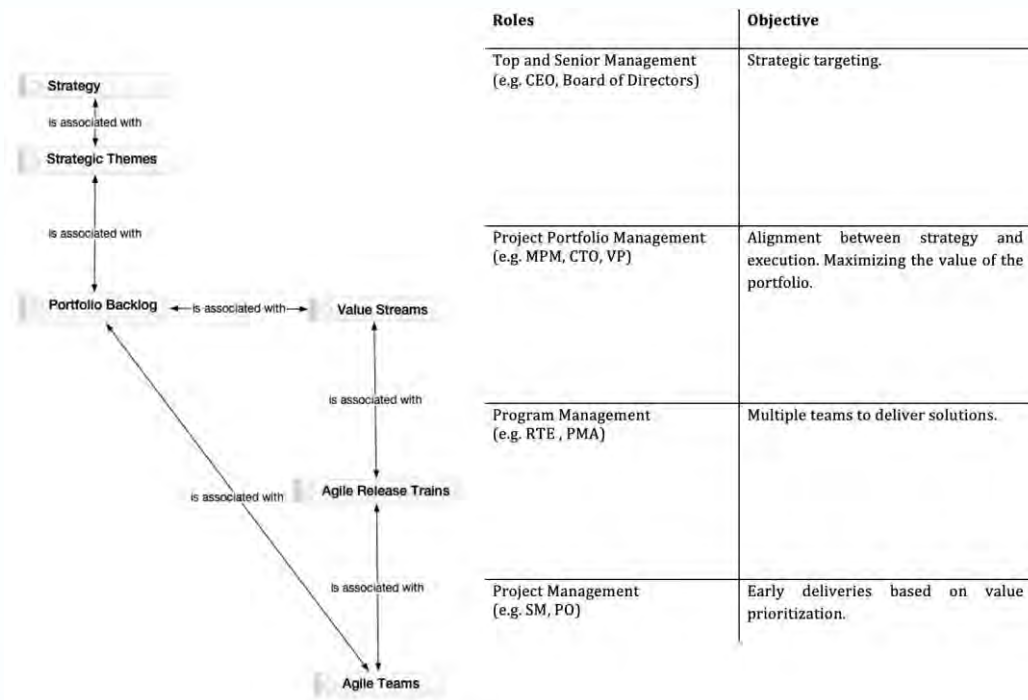 Strategy
is associated with
Strategic Themes
is associated with
Portfolio Backlog
is associated with
Value Streams
is associated with
is associated with
Agile Release Trains
is associated with
Agile Teams
Roles
Objective
Top and Senior Management
(e.g. CEO, Board of Directors)
Strategic targeting.
Project Portfolio Management
(e.g. MPM, CTO, VP)
Alignment between strategy and
execution. Maximizing the value of the
portfolio.
Program Management
(e.g. RTE , PMA)
Multiple teams to deliver solutions.
Project Management
(e.g. SM, PO)
Early deliveries based on value
prioritization.